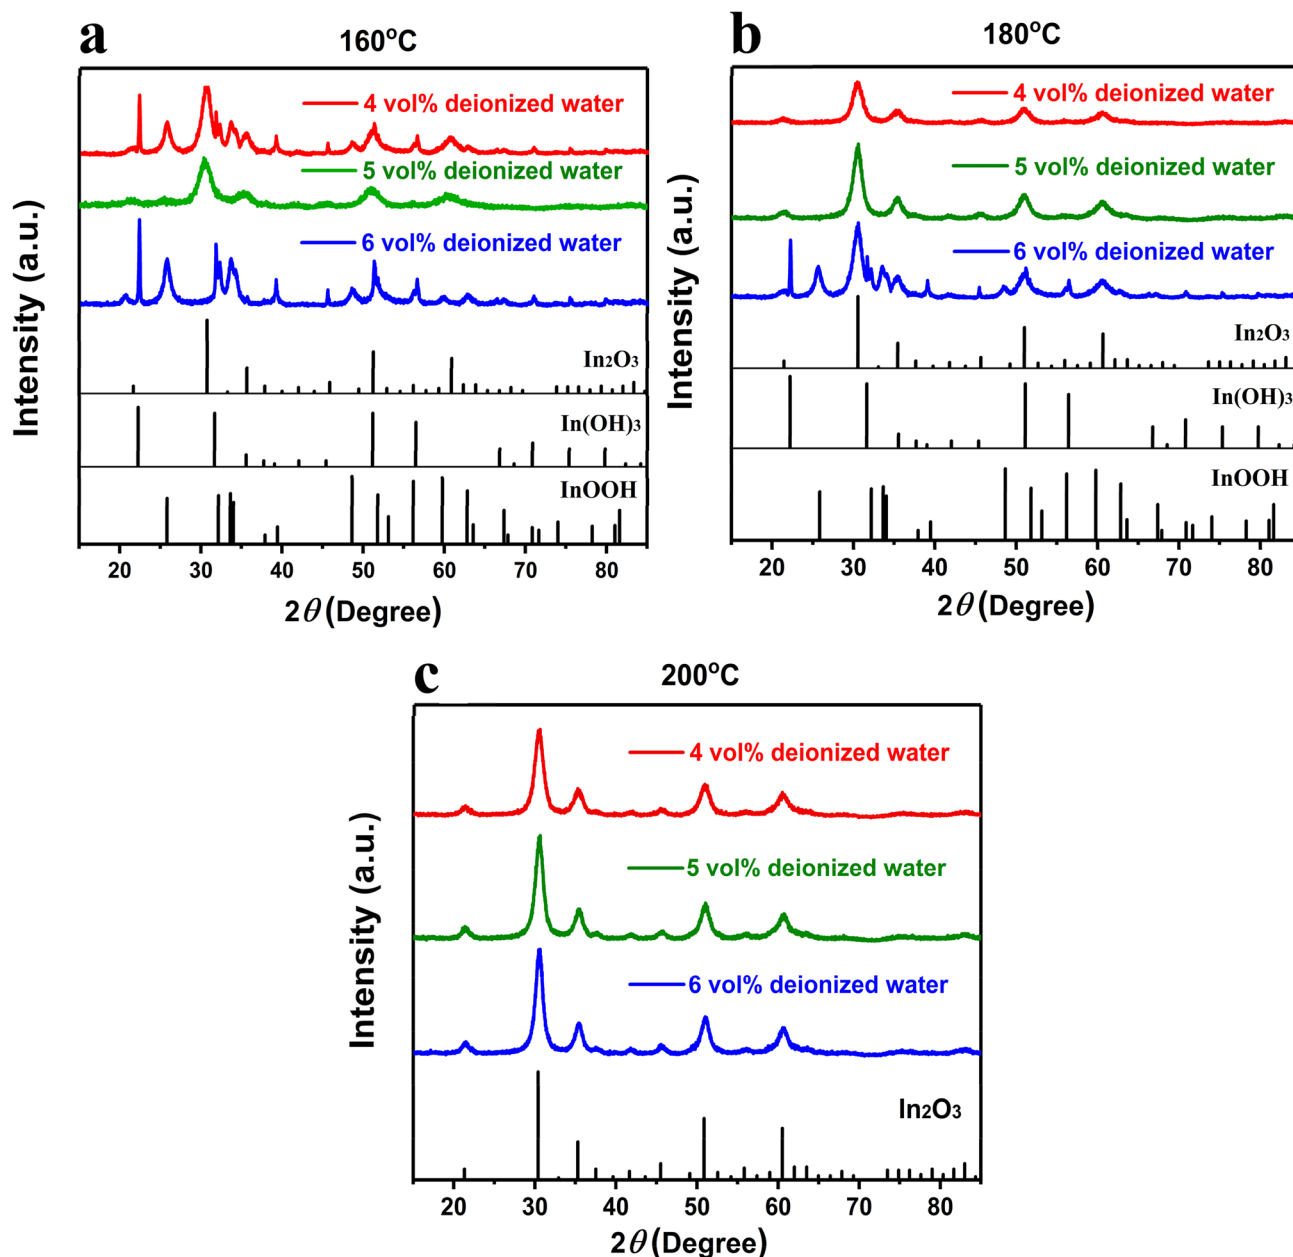 a
160°C
4 vol% deionized water
5 vol% deionized water
6 vol% deionized water
In₂O₃
In(OH)₃
InOOH
Intensity (a.u.)
20 30 40 50 60 70 80
2θ (Degree)
b
180°C
4 vol% deionized water
5 vol% deionized water
6 vol% deionized water
In₂O₃
In(OH)₃
InOOH
Intensity (a.u.)
20 30 40 50 60 70 80
2θ (Degree)
c
200°C
4 vol% deionized water
5 vol% deionized water
6 vol% deionized water
In₂O₃
Intensity (a.u.)
20 30 40 50 60 70 80
2θ (Degree)